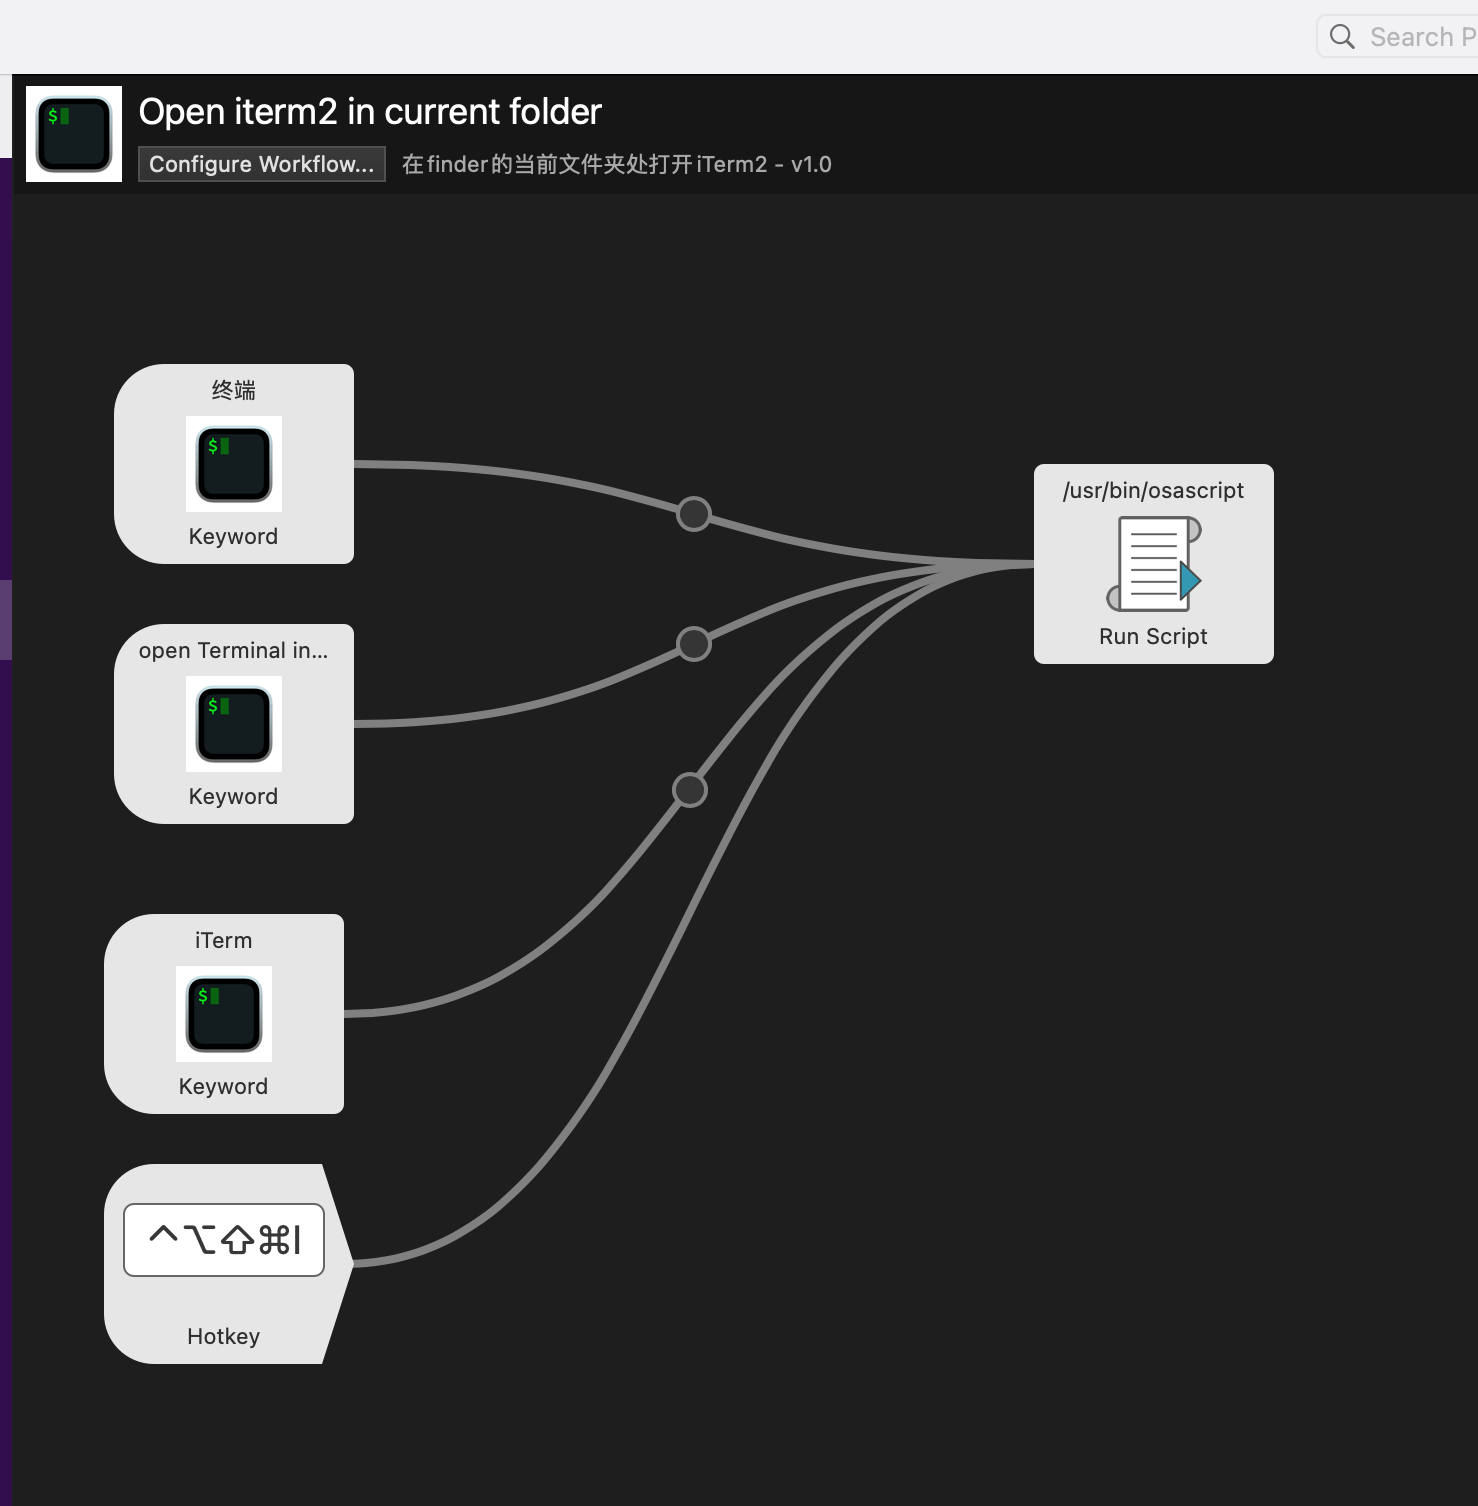 Search P
$
Open iterm2 in current folder
Configure Workflow...
在finder的当前文件夹处打开iTerm2 - v1.0
终端
$
Keyword
/usr/bin/osascript
Run Script
open Terminal in...
$
Keyword
iTerm
$
Keyword
⌃⌥⇧⌘I
Hotkey